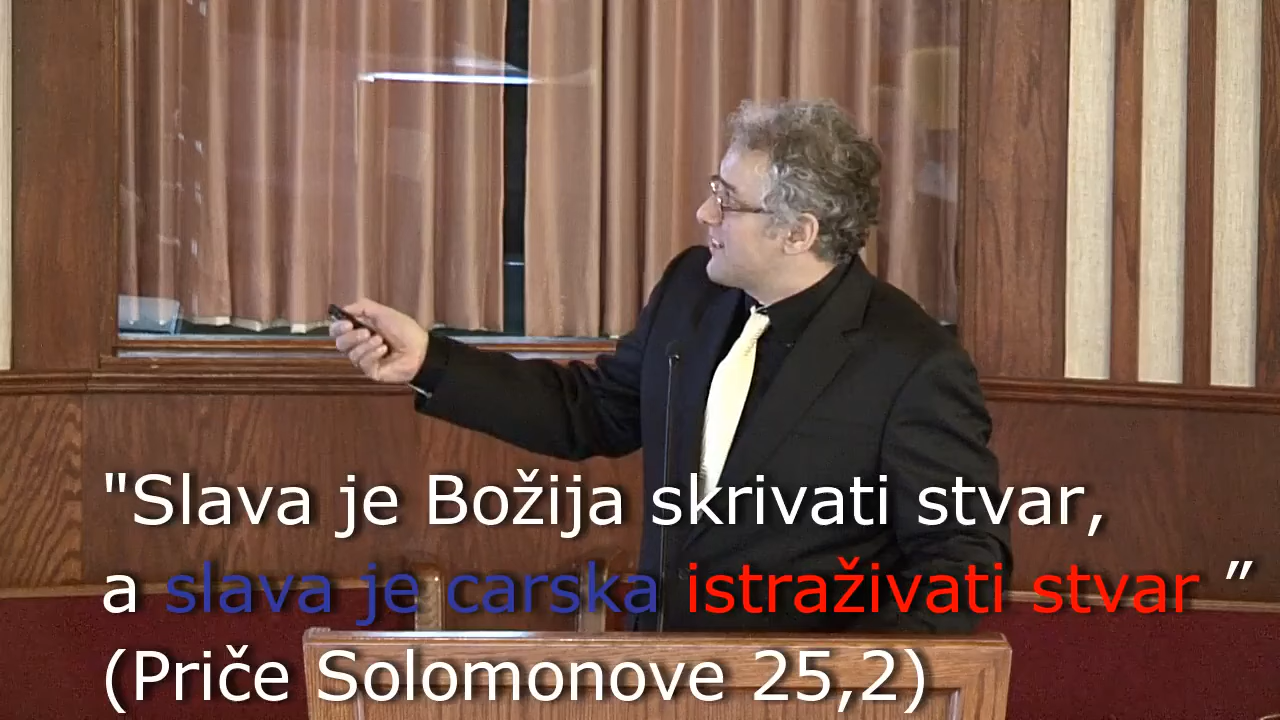 "Slava je Božija skrivati stvar,
a slava je carska istraživati stvar ”
(Priče Solomonove 25,2)